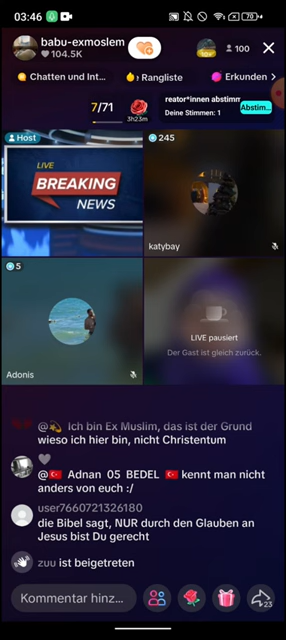 03:46
70
babu-exmoslem
104.5K
100
Chatten und Int...
Rangliste
Erkunden
7/71
3h23m
reator*innen abstimm
Deine Stimmen: 1
Abstim...
Host
LIVE
BREAKING
NEWS
245
katybay
5
Adonis
LIVE pausiert
Der Gast ist gleich zurück.
@💫 Ich bin Ex Muslim, das ist der Grund
wieso ich hier bin, nicht Christentum
@🇹🇷 Adnan 05 BEDEL 🇹🇷 kennt man nicht
anders von euch :/
user7660721326180
die Bibel sagt, NUR durch den Glauben an
Jesus bist Du gerecht
zuu ist beigetreten
Kommentar hinz...
23